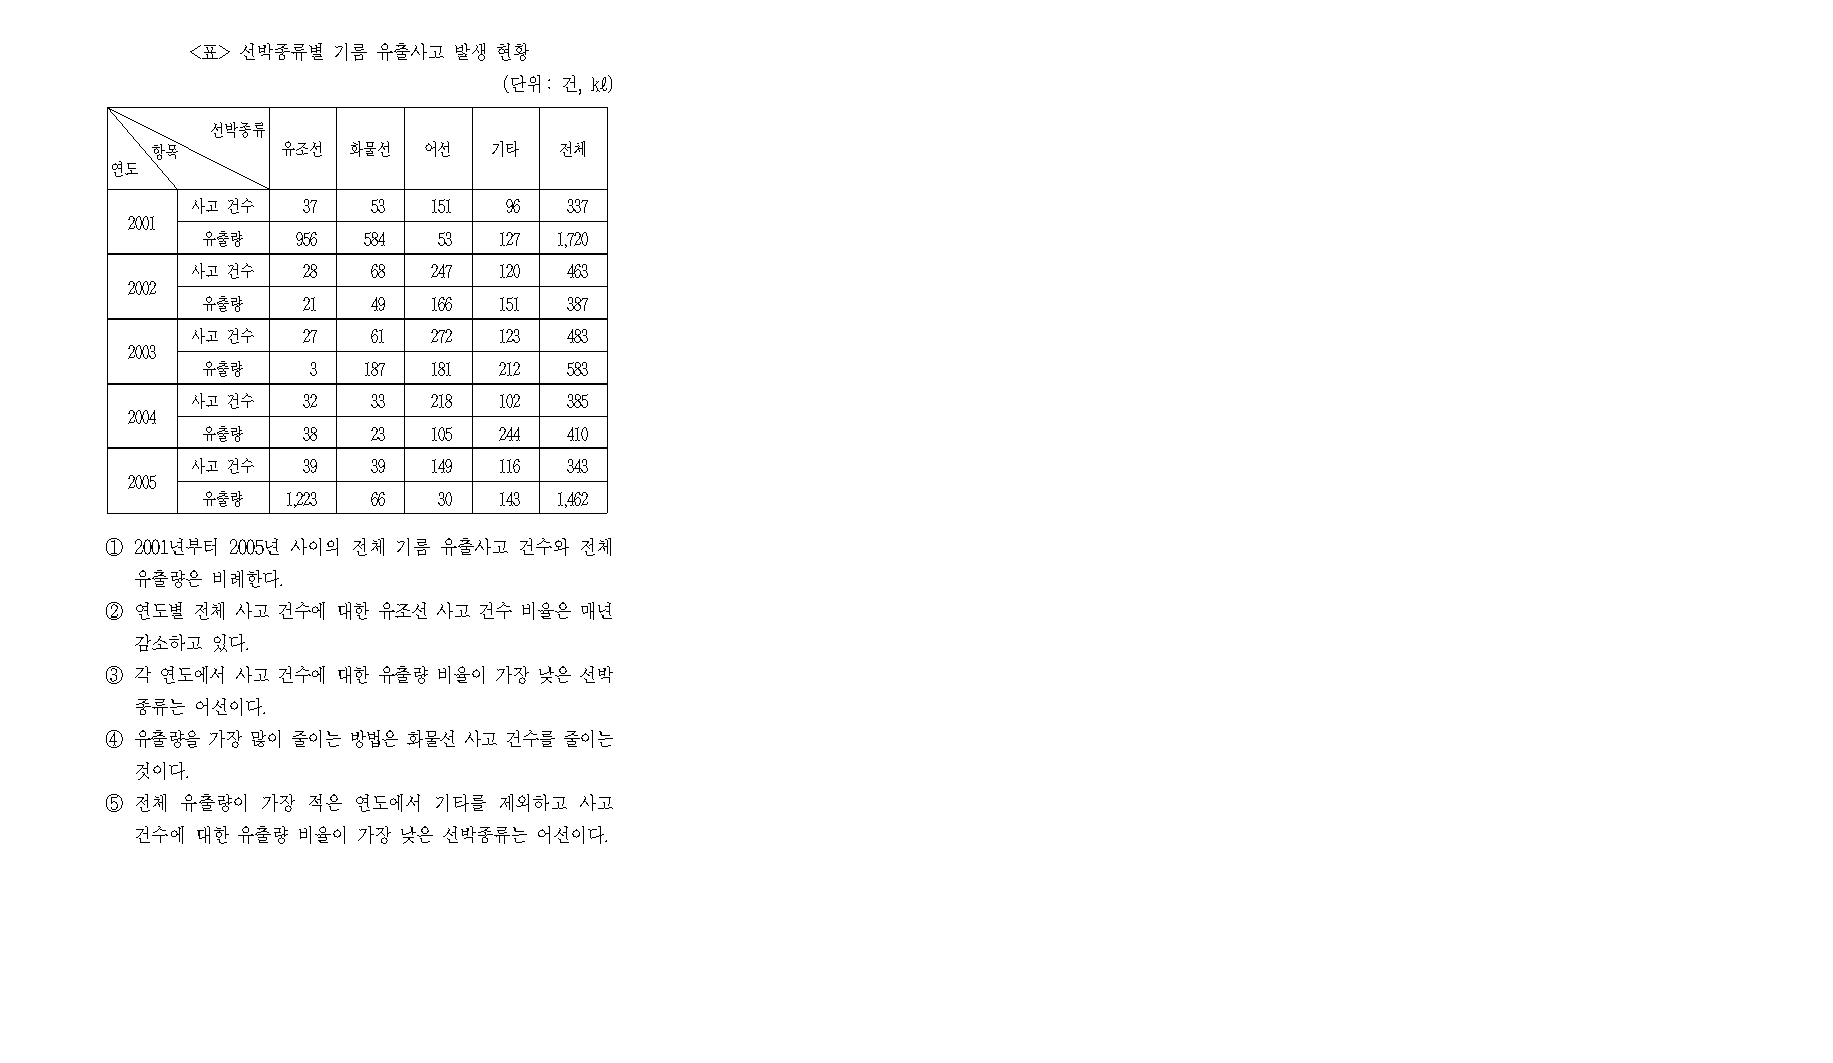 <표> 선박종류별 기름 유출사고 발생 현황
(단위: 건, ㎘)
선박종류
항목
연도
유조선 화물선 어선 기타 전체
2001 사고 건수 37 53 151 96 337
유출량 956 584 53 127 1,720
2002 사고 건수 28 68 247 120 463
유출량 21 49 166 151 387
2003 사고 건수 27 61 272 123 483
유출량 3 187 181 212 583
2004 사고 건수 32 33 218 102 385
유출량 38 23 105 244 410
2005 사고 건수 39 39 149 116 343
유출량 1,223 66 30 143 1,462
① 2001년부터 2005년 사이의 전체 기름 유출사고 건수와 전체
유출량은 비례한다.
② 연도별 전체 사고 건수에 대한 유조선 사고 건수 비율은 매년
감소하고 있다.
③ 각 연도에서 사고 건수에 대한 유출량 비율이 가장 낮은 선박
종류는 어선이다.
④ 유출량을 가장 많이 줄이는 방법은 화물선 사고 건수를 줄이는
것이다.
⑤ 전체 유출량이 가장 적은 연도에서 기타를 제외하고 사고
건수에 대한 유출량 비율이 가장 낮은 선박종류는 어선이다.